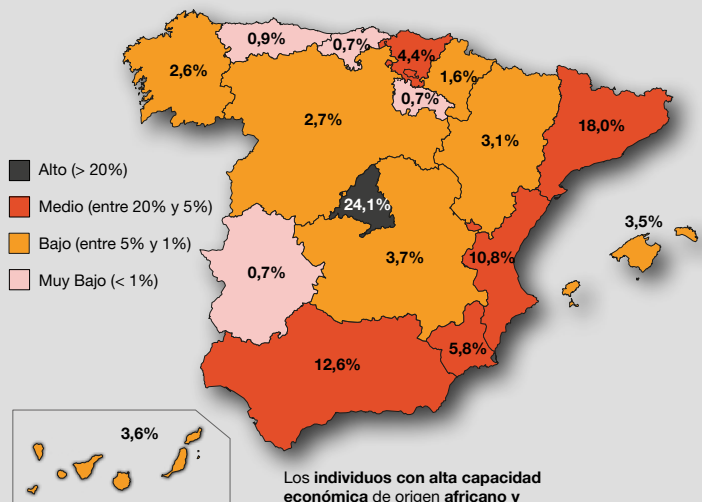 0,9%
0,7%
4,4%
2,6%
1,6%
0,7%
2,7%
18,0%
3,1%
Alto (> 20%)
24,1%
Medio (entre 20% y 5%)
3,5%
Bajo (entre 5% y 1%)
3,7%
10,8%
0,7%
Muy Bajo (< 1%)
5,8%
12,6%
3,6%
Los individuos con alta capacidad
económica de origen africano y